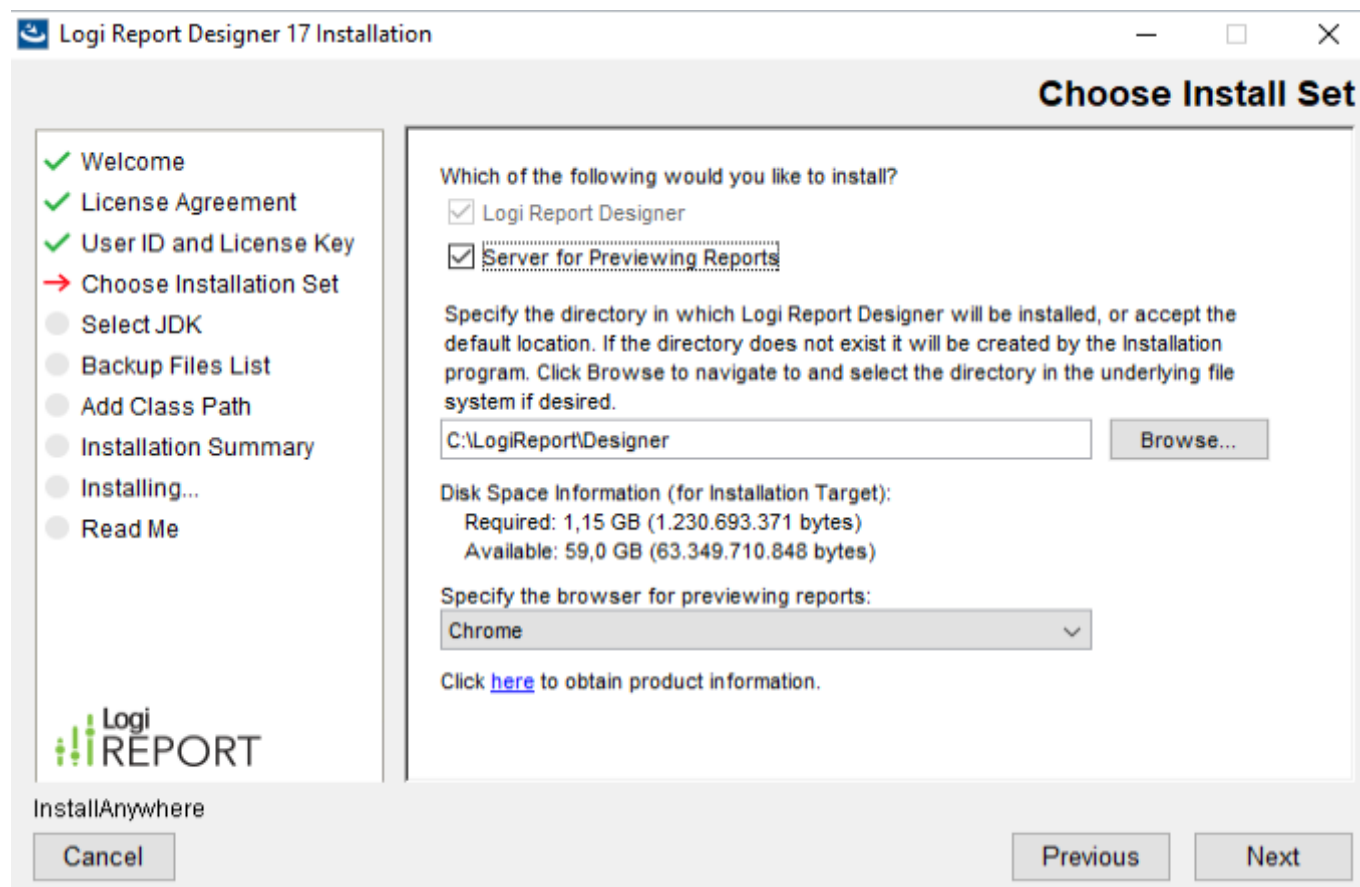 Logi Report Designer 17 Installation
Choose Install Set
Welcome
License Agreement
User ID and License Key
Choose Installation Set
Select JDK
Backup Files List
Add Class Path
Installation Summary
Installing...
Read Me
Logi
REPORT
Which of the following would you like to install?
Logi Report Designer
Server for Previewing Reports
Specify the directory in which Logi Report Designer will be installed, or accept the
default location. If the directory does not exist it will be created by the Installation
program. Click Browse to navigate to and select the directory in the underlying file
system if desired.
C:\LogiReport\Designer
Browse...
Disk Space Information (for Installation Target):
Required: 1,15 GB (1.230.693.371 bytes)
Available: 59,0 GB (63.349.710.848 bytes)
Specify the browser for previewing reports:
Chrome
Click here to obtain product information.
InstallAnywhere
Cancel
Previous
Next